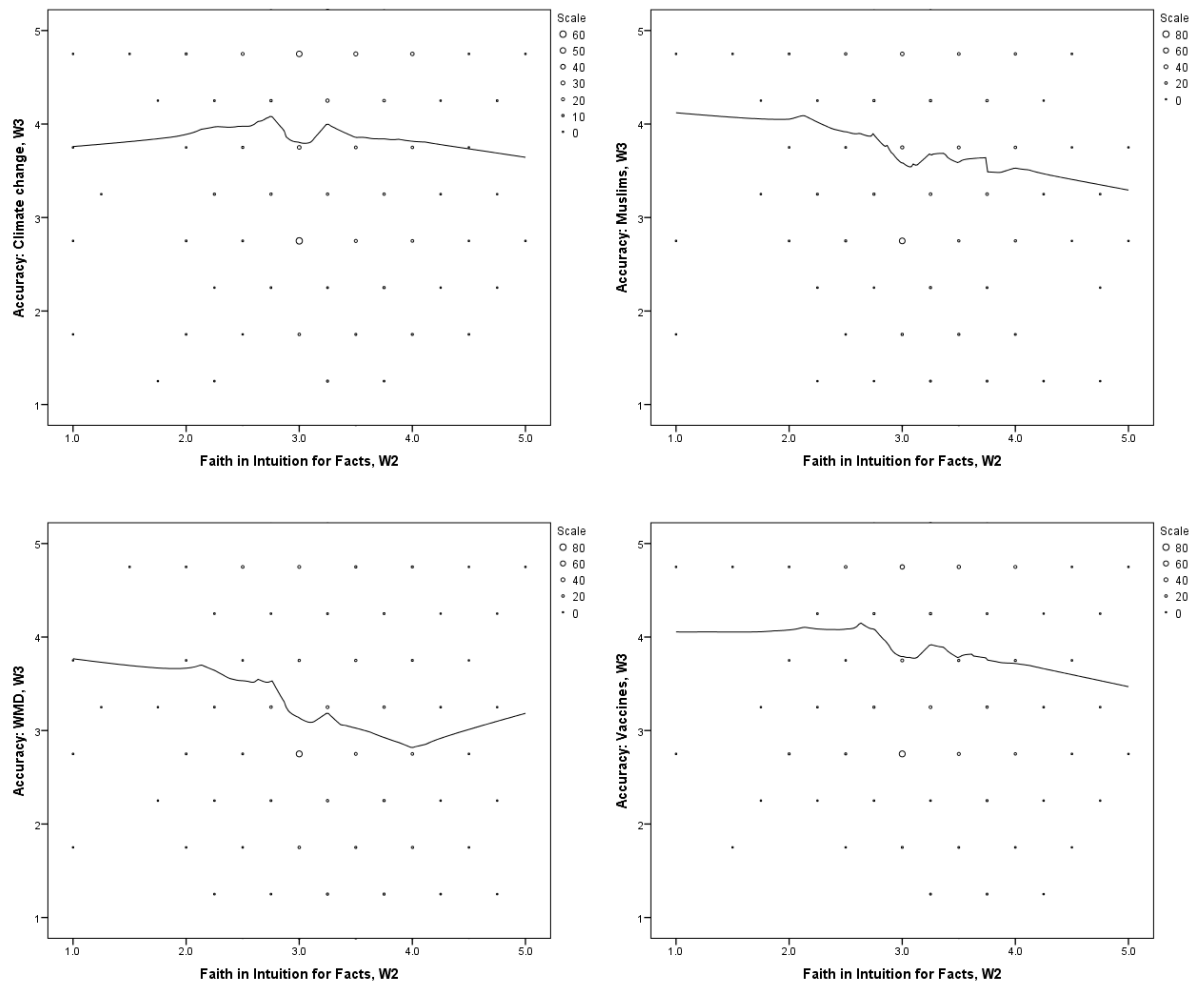 Scale
60
50
40
30
20
10
0
5
4
3
2
1
Accuracy: Climate change, W3
1.0 2.0 3.0 4.0 5.0
Faith in Intuition for Facts, W2
Scale
80
60
40
20
0
5
4
3
2
1
Accuracy: Muslims, W3
1.0 2.0 3.0 4.0 5.0
Faith in Intuition for Facts, W2
Scale
80
60
40
20
0
5
4
3
2
1
Accuracy: WMD, W3
1.0 2.0 3.0 4.0 5.0
Faith in Intuition for Facts, W2
Scale
80
60
40
20
0
5
4
3
2
1
Accuracy: Vaccines, W3
1.0 2.0 3.0 4.0 5.0
Faith in Intuition for Facts, W2